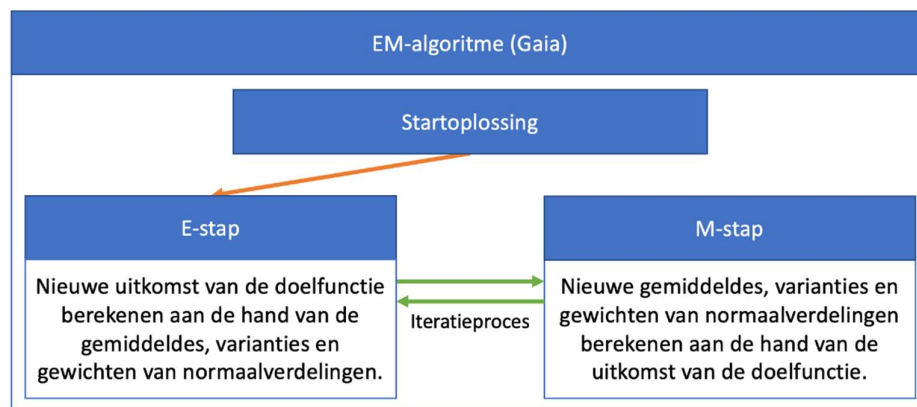 EM-algoritme (Gaia)
Startoplossing
E-stap
Nieuwe uitkomst van de doelfunctie
berekenen aan de hand van de
gemiddeldes, varianties en
gewichten van normaalverdelingen.
Iteratieproces
M-stap
Nieuwe gemiddeldes, varianties en
gewichten van normaalverdelingen
berekenen aan de hand van de
uitkomst van de doelfunctie.